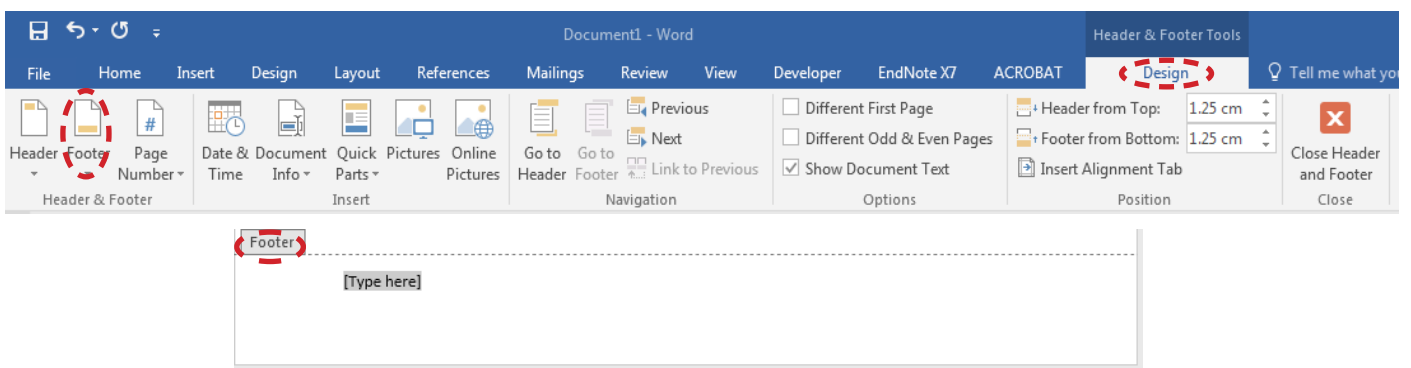 Document1 - Word
Header & Footer Tools
File Home Insert Design Layout References Mailings Review View Developer EndNote X7 ACROBAT Design Tell me what
Previous Different First Page Header from Top: 1.25 cm
# Next Different Odd & Even Pages Footer from Bottom: 1.25 cm
Header Footer Page Date & Document Quick Pictures Online Go to Go to Close Header
Number Time Info Parts Pictures Header Footer Link to Previous Show Document Text Insert Alignment Tab and Footer
Header & Footer Insert Navigation Options Position Close
Footer
[Type here]